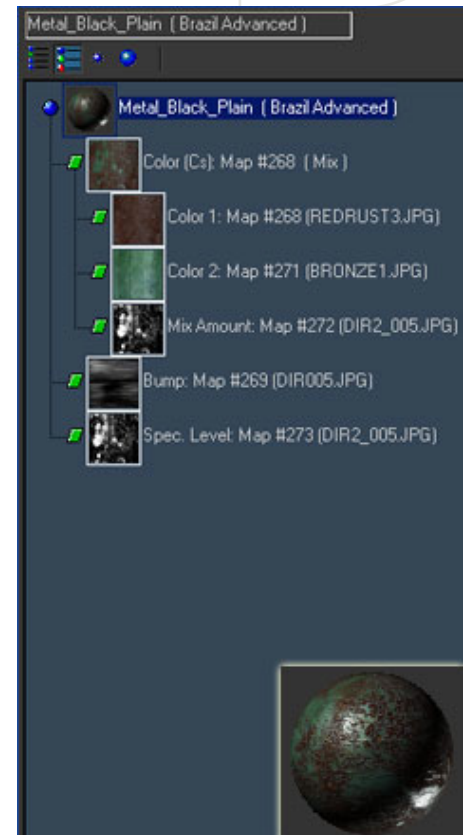 Metal_Black_Plain ( Brazil Advanced )
Metal_Black_Plain ( Brazil Advanced )
Color (Cs): Map #268 ( Mix )
Color 1: Map #268 (REDRUST3.JPG)
Color 2: Map #271 (BRONZE1.JPG)
Mix Amount: Map #272 (DIR2_005.JPG)
Bump: Map #269 (DIR005.JPG)
Spec. Level: Map #273 (DIR2_005.JPG)